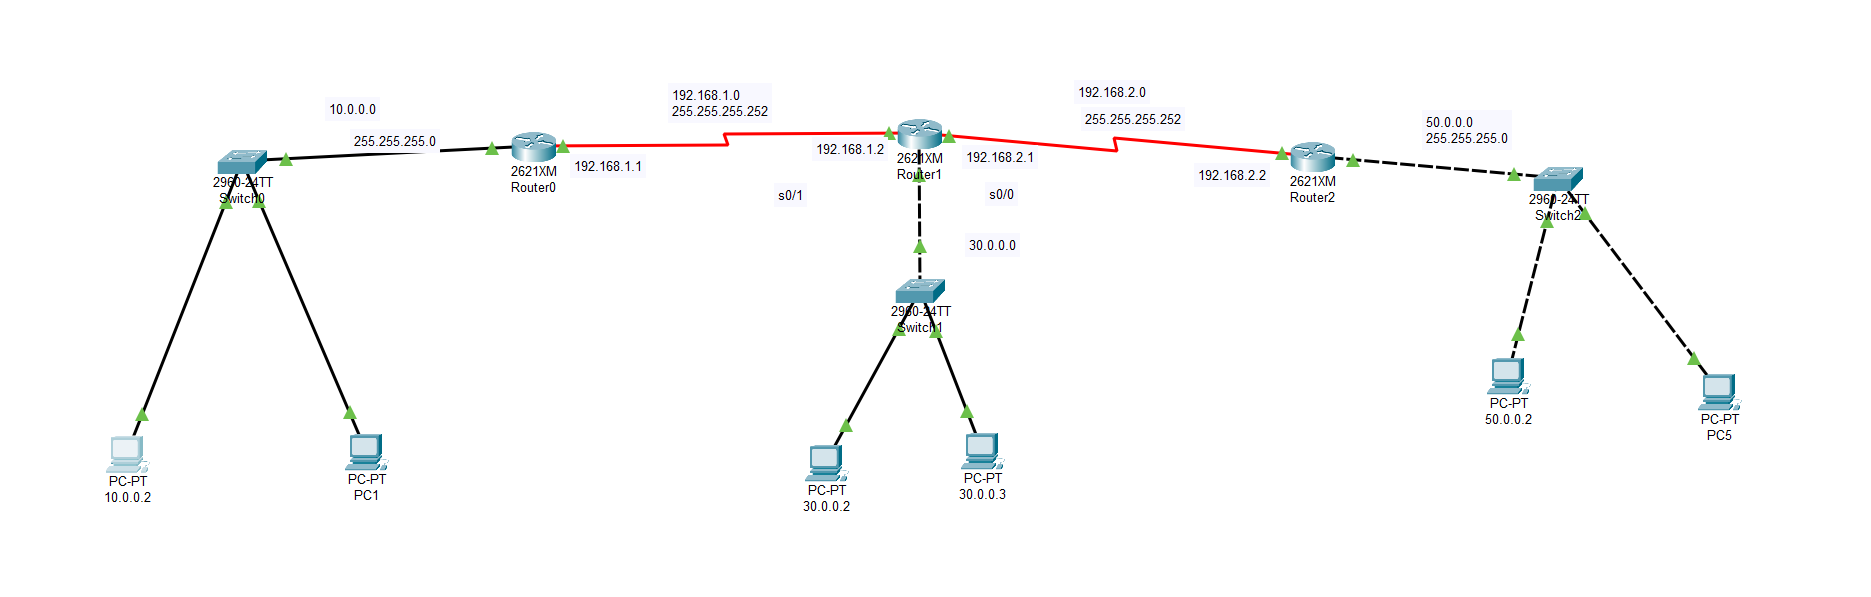 10.0.0.0
255.255.255.0
192.168.1.0
255.255.255.252
192.168.2.0
255.255.255.252
50.0.0.0
255.255.255.0
2960-24TT
Switch0
2621XM
Router0
192.168.1.1
192.168.1.2
2621XM
Router1
192.168.2.1
192.168.2.2
2621XM
Router2
2960-24TT
Switch2
s0/1
s0/0
30.0.0.0
2960-24TT
Switch1
PC-PT
10.0.0.2
PC-PT
PC1
PC-PT
30.0.0.2
PC-PT
30.0.0.3
PC-PT
50.0.0.2
PC-PT
PC5